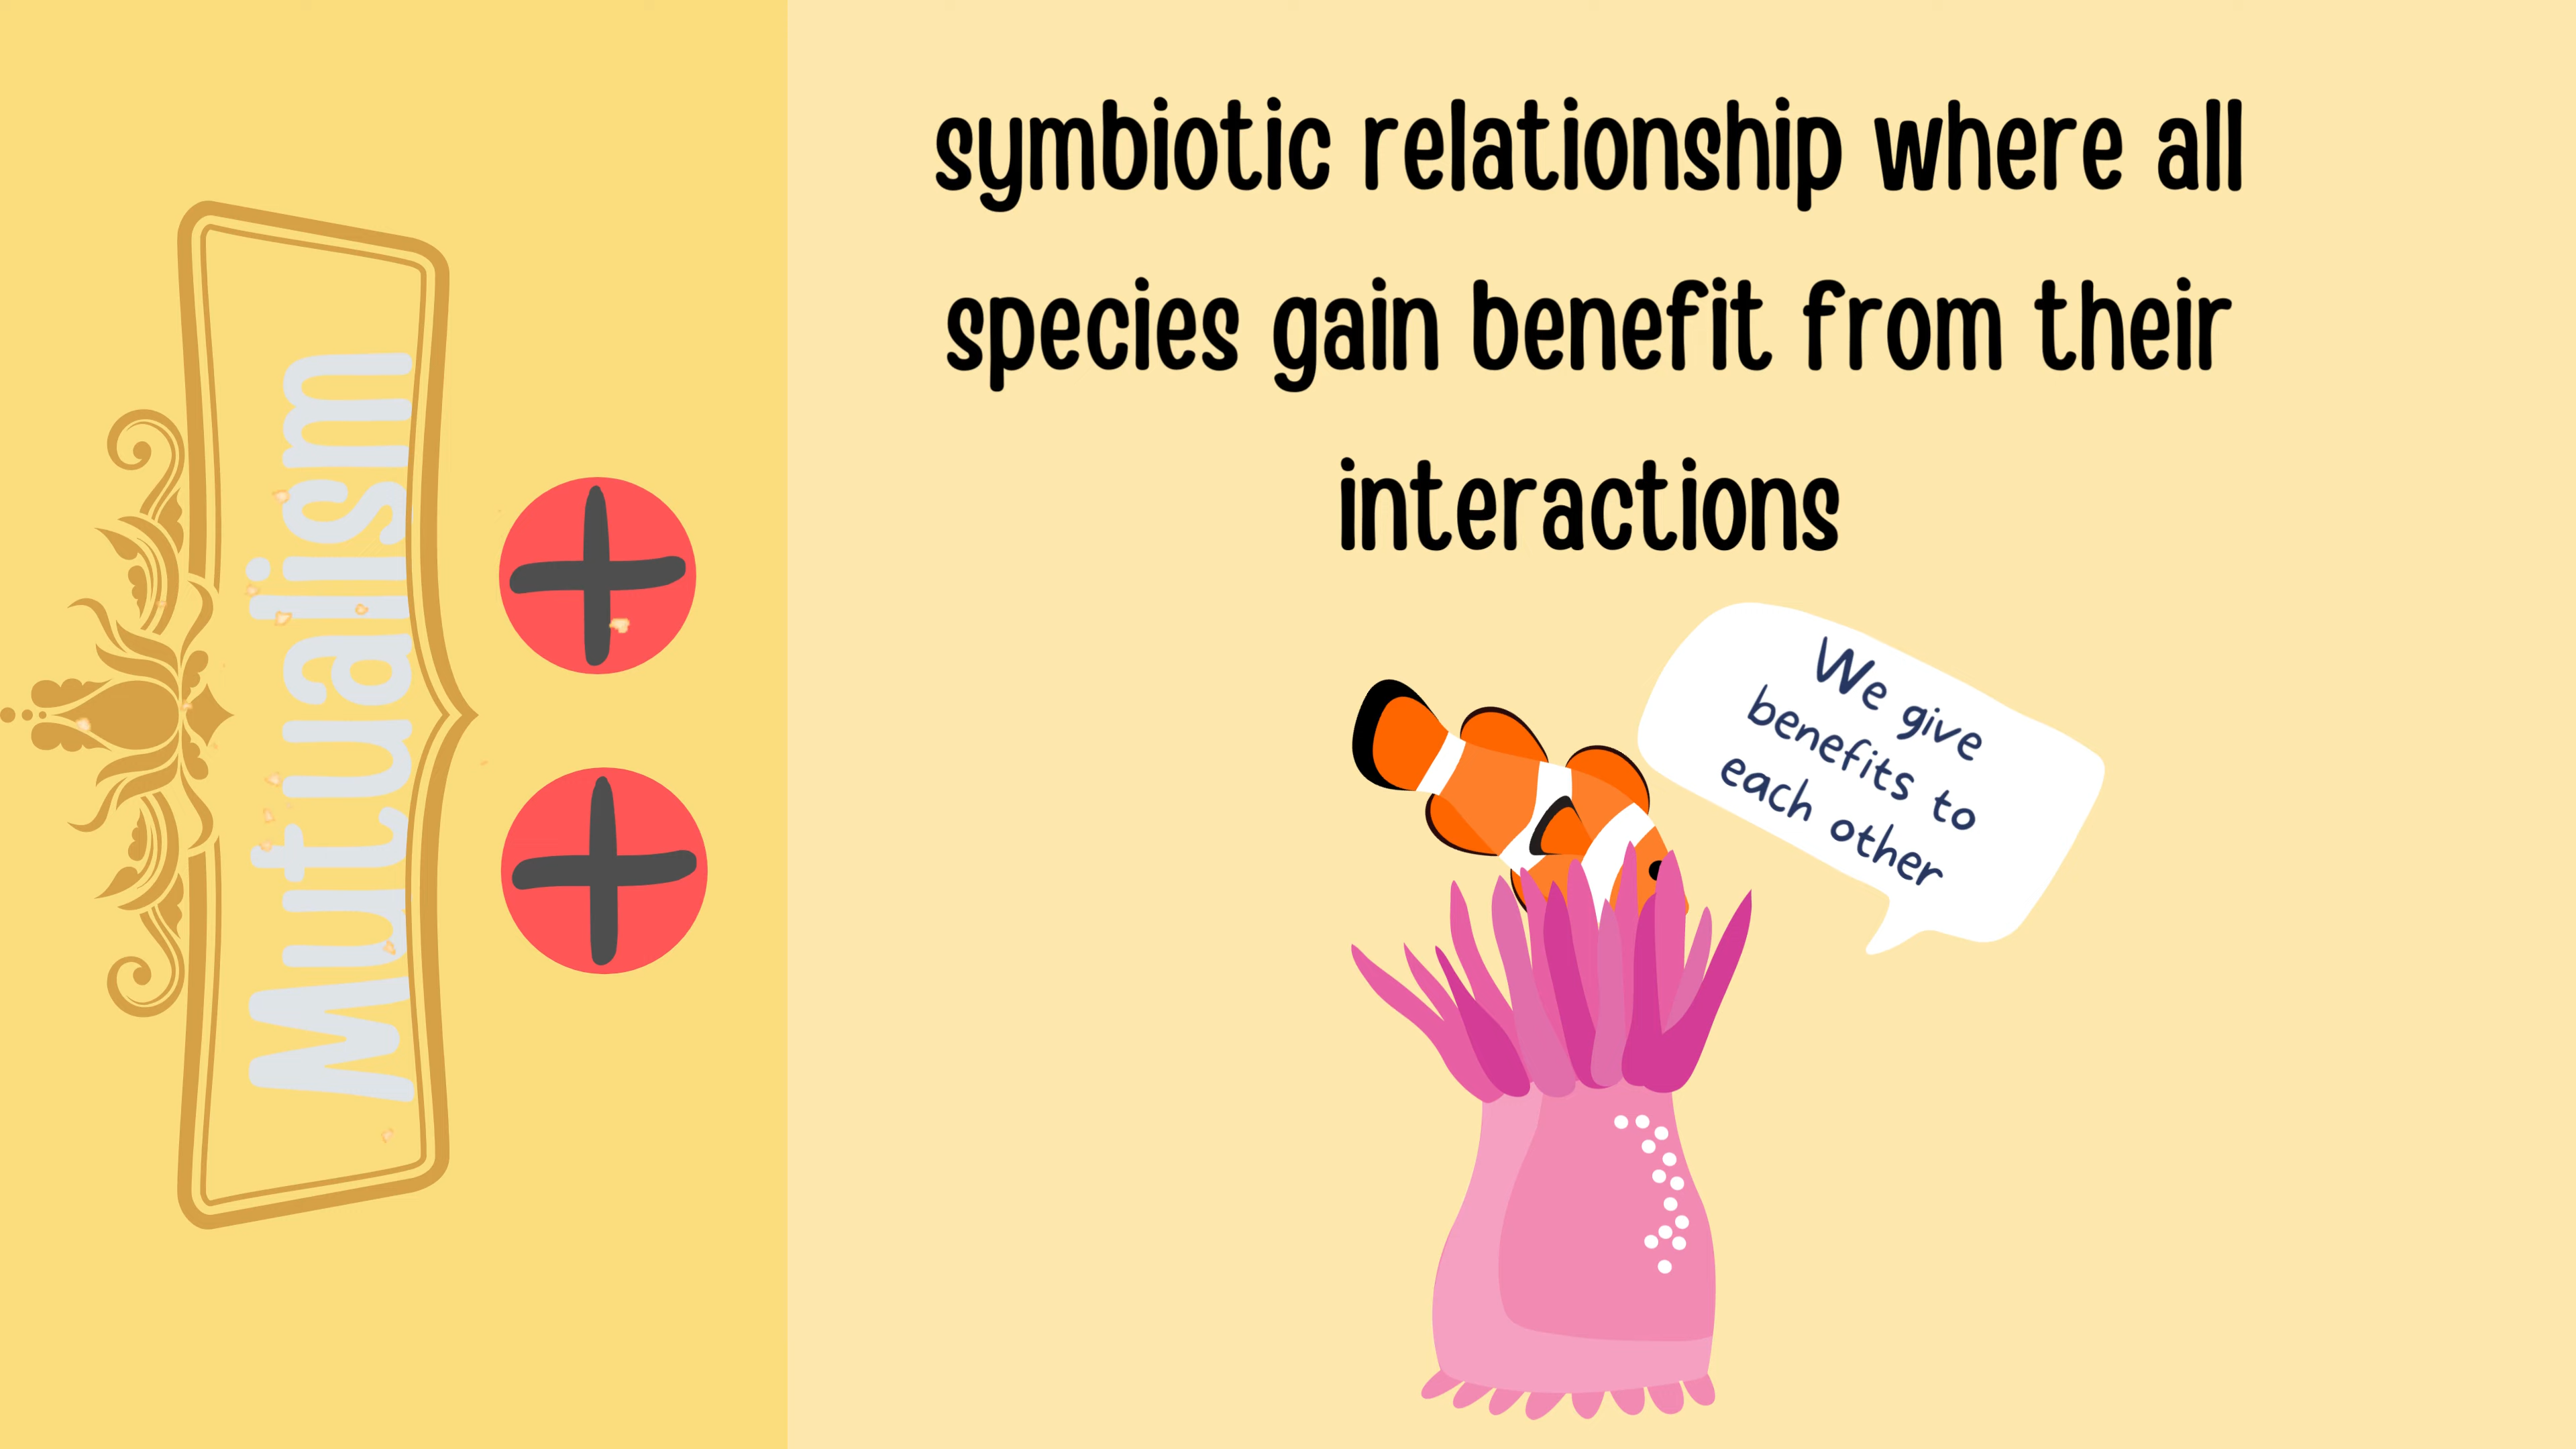 Mutualism
symbiotic relationship where all
species gain benefit from their
interactions
We give
benefits to
each other